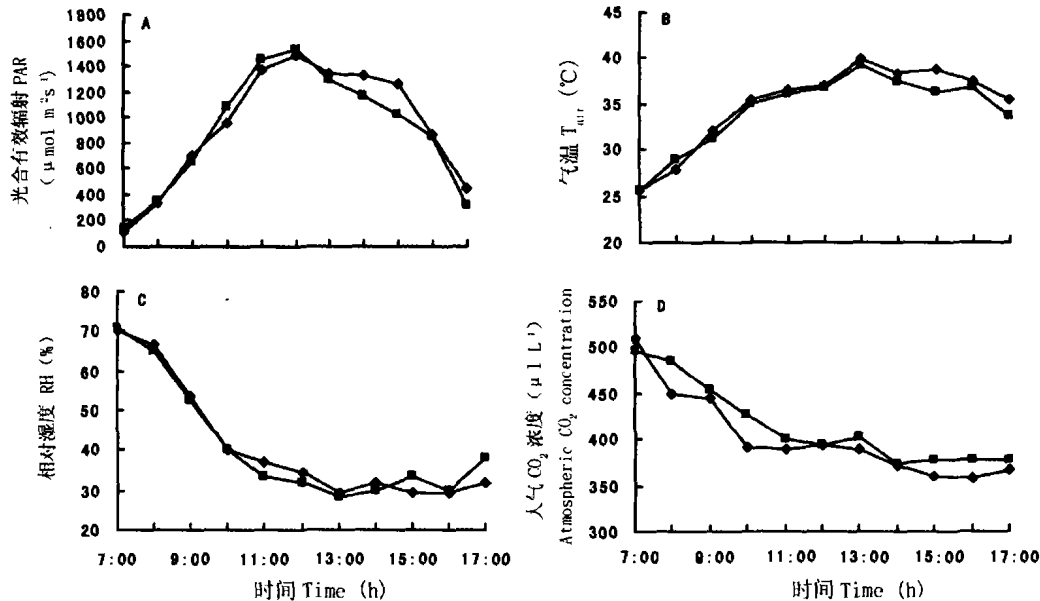 A
光合有效辐射 PAR
(μmol m⁻²s⁻¹)
1800
1600
1400
1200
1000
800
600
400
200
0
B
气温 Tair (℃)
45
40
35
30
25
20
C
相对湿度 RH (%)
80
70
60
50
40
30
20
7:00 9:00 11:00 13:00 15:00 17:00
时间 Time (h)
D
大气CO₂浓度 (μl L⁻¹)
Atmospheric CO₂ concentration
550
500
450
400
350
300
7:00 9:00 11:00 13:00 15:00 17:00
时间 Time (h)